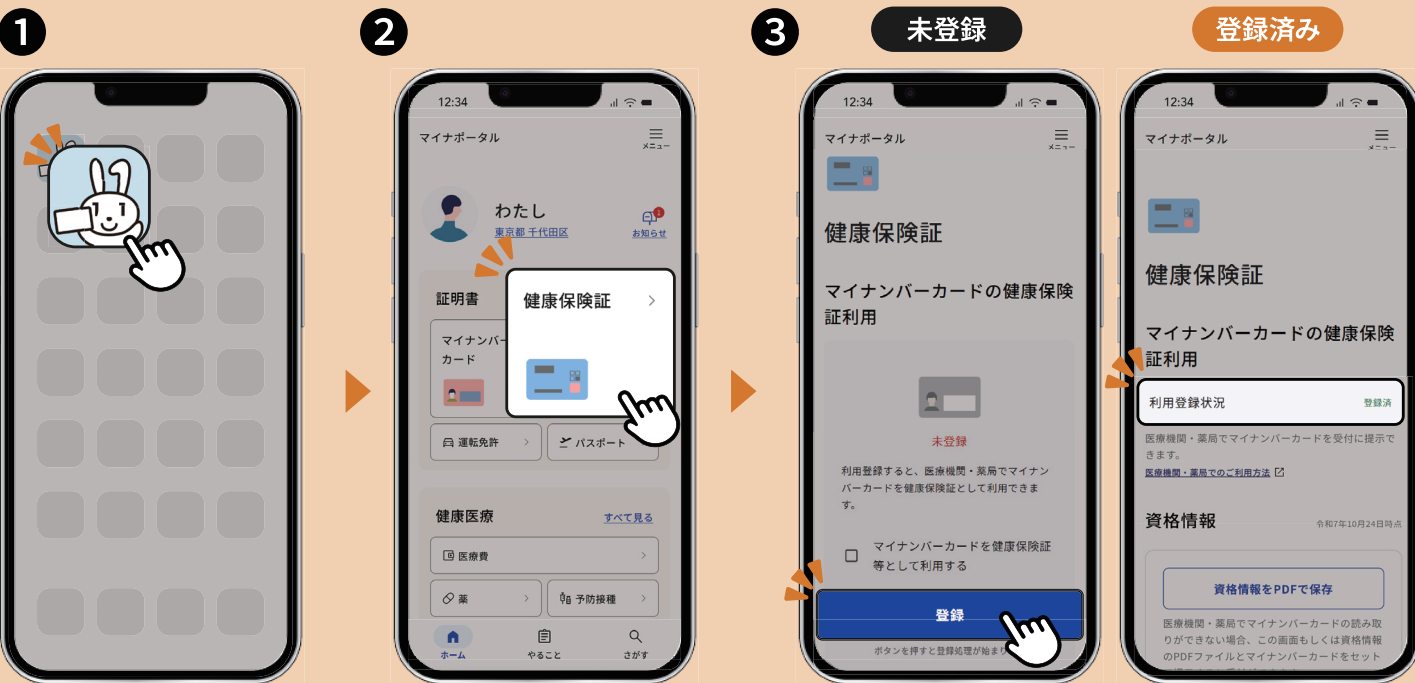 1
2
12:34
マイナポータル
メニュー
わたし
東京都 千代田区
1
お知らせ
証明書
マイナンバー
カード
健康保険証
運転免許
パスポート
健康医療
すべて見る
医療費
薬
予防接種
ホーム
やること
さがす
3
未登録
12:34
マイナポータル
メニュー
健康保険証
マイナンバーカードの健康保険
証利用
未登録
利用登録すると、医療機関・薬局でマイナン
バーカードを健康保険証として利用できま
す。
マイナンバーカードを健康保険証
等として利用する
登録
ボタンを押すと登録処理が始まり
登録済み
12:34
マイナポータル
メニュー
健康保険証
マイナンバーカードの健康保険
証利用
利用登録状況
登録済
医療機関・薬局でマイナンバーカードを受付に提示で
きます。
医療機関・薬局でのご利用方法
資格情報
令和7年10月24日時点
資格情報をPDFで保存
医療機関・薬局でマイナンバーカードの読み取
りができない場合、この画面もしくは資格情報
のPDFファイルとマイナンバーカードをセット